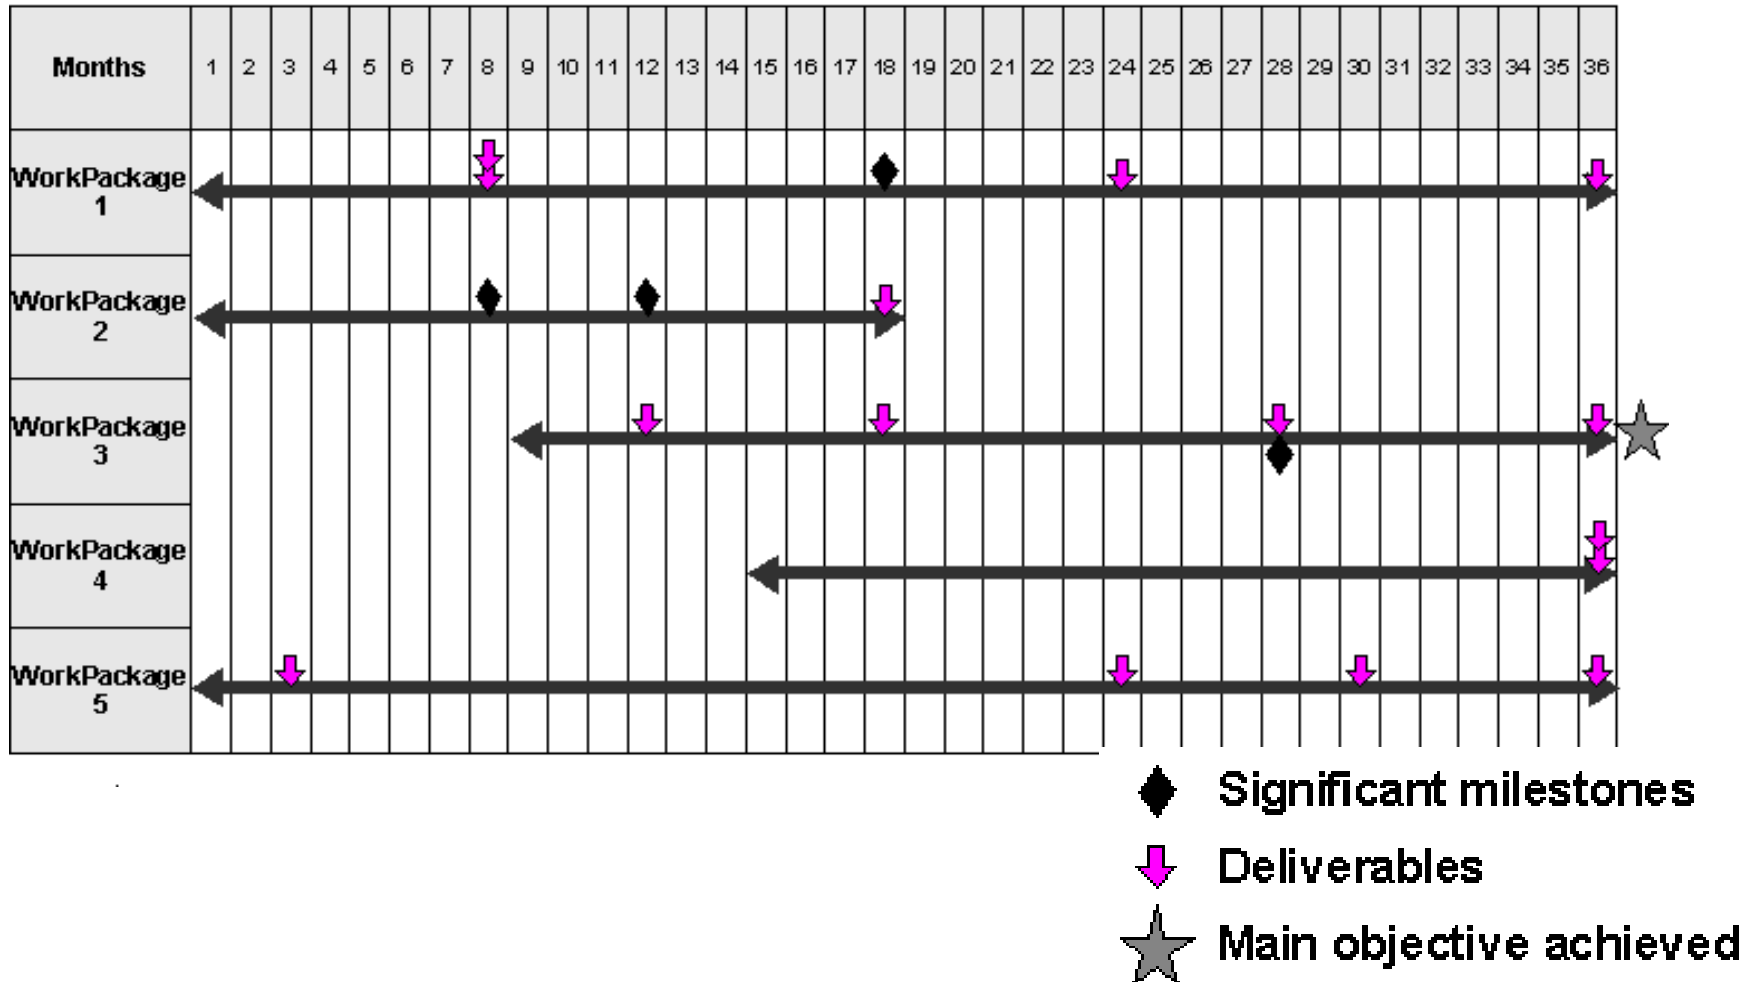 Months 1 2 3 4 5 6 7 8 9 10 11 12 13 14 15 16 17 18 19 20 21 22 23 24 25 26 27 28 29 30 31 32 33 34 35 36
WorkPackage
1
WorkPackage
2
WorkPackage
3
WorkPackage
4
WorkPackage
5
Significant milestones
Deliverables
Main objective achieved